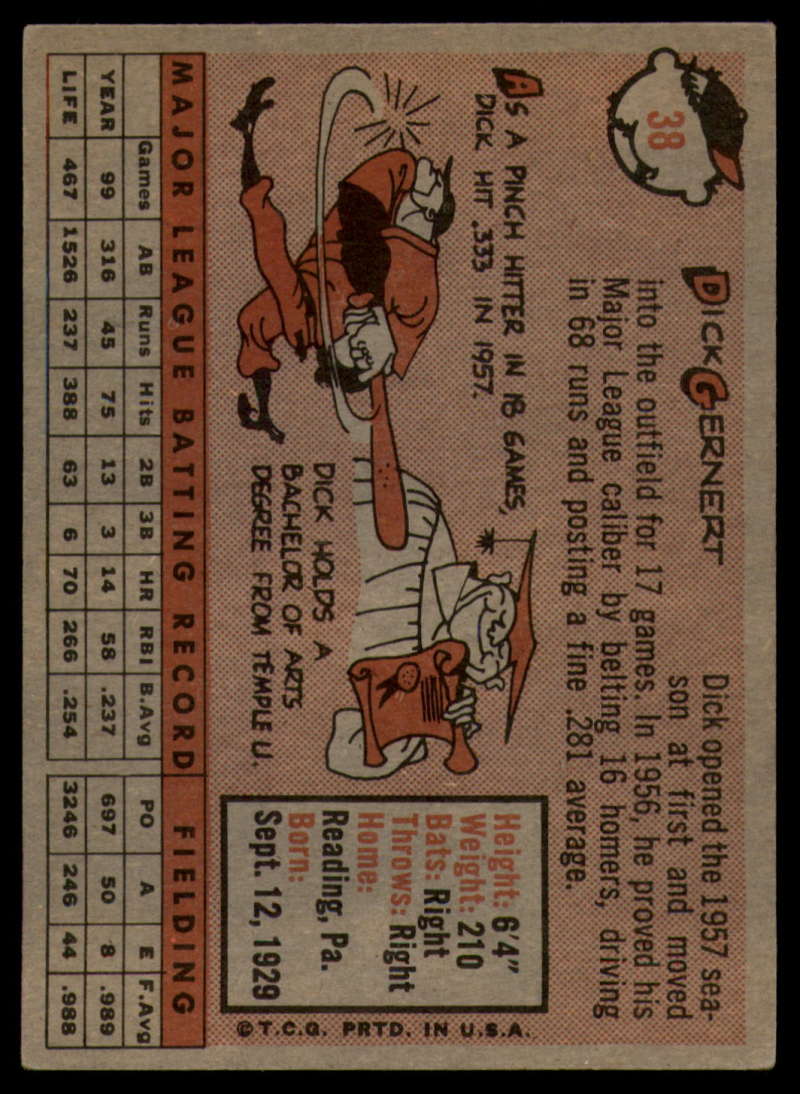 38
DICK GERNERT
Dick opened the 1957 sea-
son at first and moved
into the outfield for 17 games. In 1956, he proved his
Major League caliber by belting 16 homers, driving
in 68 runs and posting a fine .281 average.
AS A PINCH HITTER IN 18 GAMES,
DICK HIT .333 IN 1957.
DICK HOLDS A
BACHELOR OF ARTS
DEGREE FROM TEMPLE U.
Height: 6'4"
Weight: 210
Bats: Right
Throws: Right
Home:
Reading, Pa.
Born:
Sept. 12, 1929
© T.C.G. PRTD. IN U.S.A.
MAJOR LEAGUE BATTING RECORD FIELDING
Games AB Runs Hits 2B 3B HR RBI B.Avg PO A E F.Avg
YEAR 99 316 45 75 13 3 14 58 .237 697 50 8 .989
LIFE 467 1526 237 388 63 6 70 266 .254 3246 246 44 .988